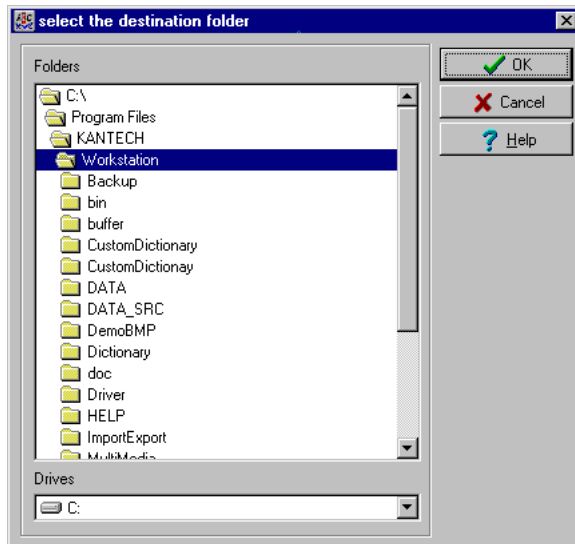 select the destination folder
Folders
C:\
Program Files
KANTECH
Workstation
Backup
bin
buffer
CustomDictionary
CustomDictionay
DATA
DATA_SRC
DemoBMP
Dictionary
doc
Driver
HELP
ImportExport
MultiMedia
Drives
C:
OK
Cancel
Help